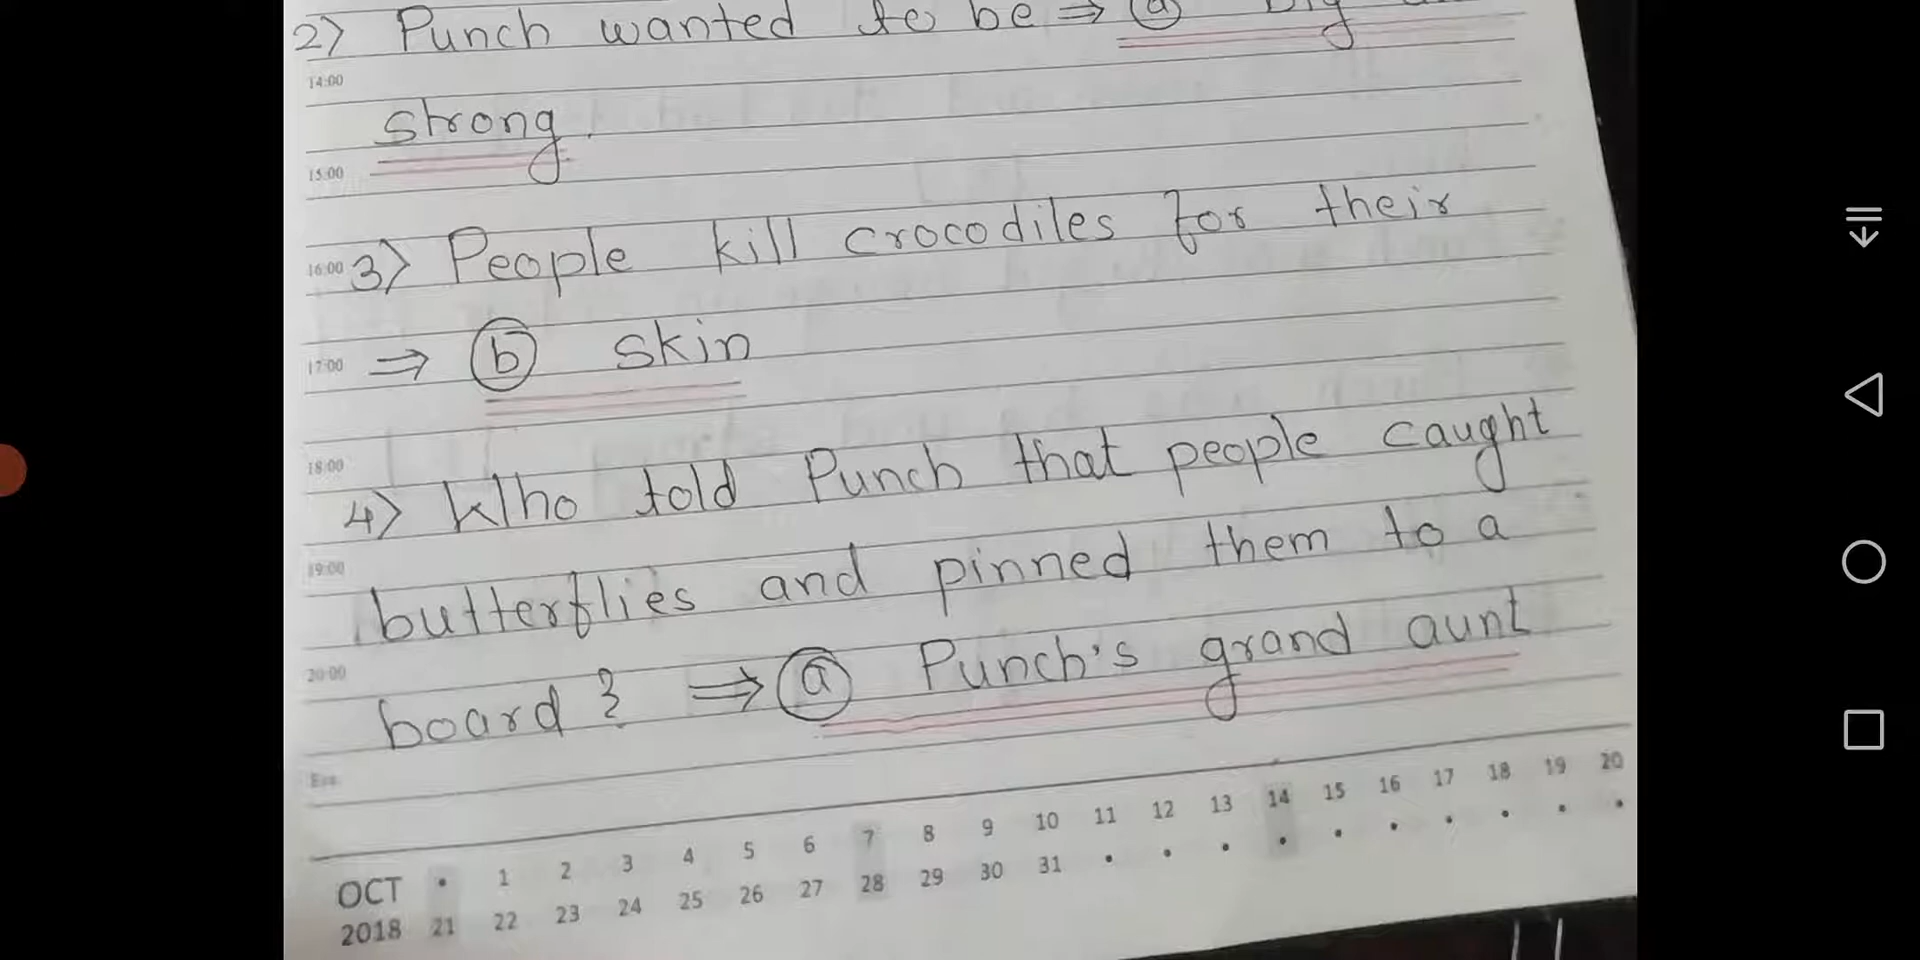 2) Punch wanted to be ⇒ (a) Big
14:00
strong.
15:00
16:00 3) People kill crocodiles for their
17:00 ⇒ (b) skin
18:00
4) Who told Punch that people caught
19:00
butterflies and pinned them to a
20:00
board? ⇒ (a) Punch's grand aunt
Eve
OCT • 1 2 3 4 5 6 7 8 9 10 11 12 13 14 15 16 17 18 19 20
2018 21 22 23 24 25 26 27 28 29 30 31 • • • • • • • • • •